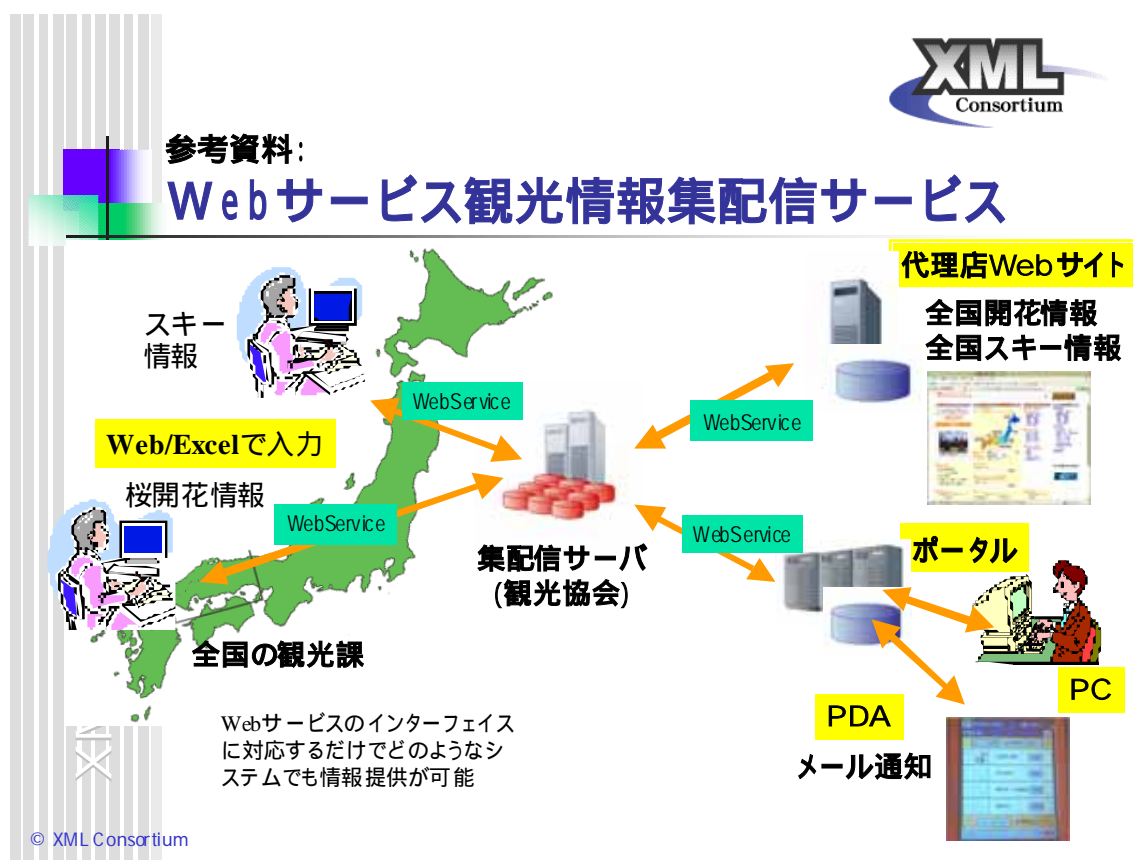 XML
Consortium
参考資料:
Webサービス観光情報集配信サービス
代理店Webサイト
全国開花情報
全国スキー情報
スキー
情報
WebService
WebService
Web/Excelで入力
桜開花情報
WebService
WebService
集配信サーバ
(観光協会)
ポータル
全国の観光課
PC
PDA
メール通知
Webサービスのインターフェイス
に対応するだけでどのようなシ
ステムでも情報提供が可能
© XML Consortium